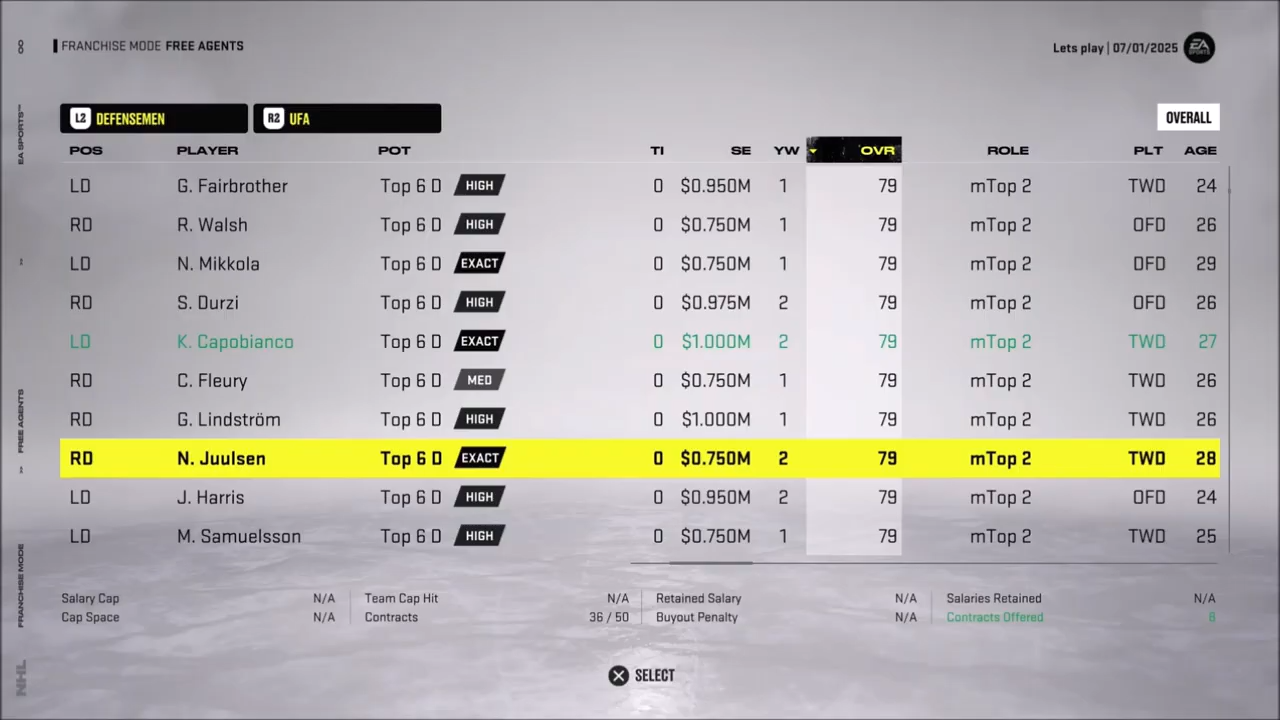 FRANCHISE MODE FREE AGENTS
Lets play | 07/01/2025 EA SPORTS
L2 DEFENSEMEN R2 UFA OVERALL
POS PLAYER POT TI SE YW OVR ROLE PLT AGE
LD G. Fairbrother Top 6 D HIGH 0 $0.950M 1 79 mTop 2 TWD 24
RD R. Walsh Top 6 D HIGH 0 $0.750M 1 79 mTop 2 OFD 26
LD N. Mikkola Top 6 D EXACT 0 $0.750M 1 79 mTop 2 OFD 29
RD S. Durzi Top 6 D HIGH 0 $0.975M 2 79 mTop 2 OFD 26
LD K. Capobianco Top 6 D EXACT 0 $1.000M 2 79 mTop 2 TWD 27
RD C. Fleury Top 6 D MED 0 $0.750M 1 79 mTop 2 TWD 26
RD G. Lindström Top 6 D HIGH 0 $1.000M 1 79 mTop 2 TWD 26
RD N. Juulsen Top 6 D EXACT 0 $0.750M 2 79 mTop 2 TWD 28
LD J. Harris Top 6 D HIGH 0 $0.950M 2 79 mTop 2 OFD 24
LD M. Samuelsson Top 6 D HIGH 0 $0.750M 1 79 mTop 2 TWD 25
Salary Cap N/A Team Cap Hit N/A Retained Salary N/A Salaries Retained N/A
Cap Space N/A Contracts 36 / 50 Buyout Penalty N/A Contracts Offered
SELECT
EA SPORTS™
FREE AGENTS
FRANCHISE MODE
NHL